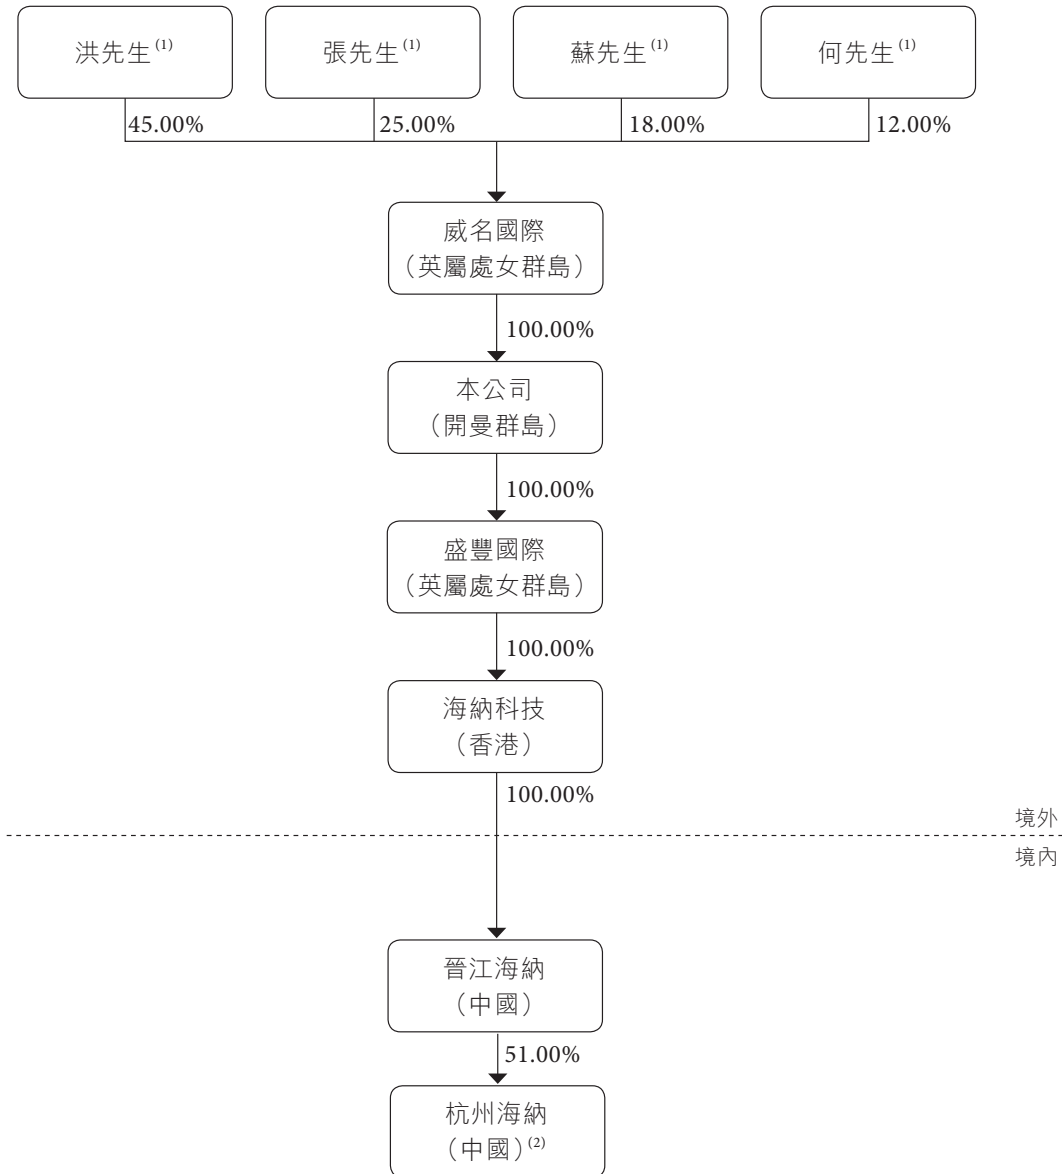 洪先生(1)
張先生(1)
蘇先生(1)
何先生(1)
45.00%
25.00%
18.00%
12.00%
威名國際
（英屬處女群島）
100.00%
本公司
（開曼群島）
100.00%
盛豐國際
（英屬處女群島）
100.00%
海納科技
（香港）
100.00%
境外
境內
晉江海納
（中國）
51.00%
杭州海納
（中國）(2)